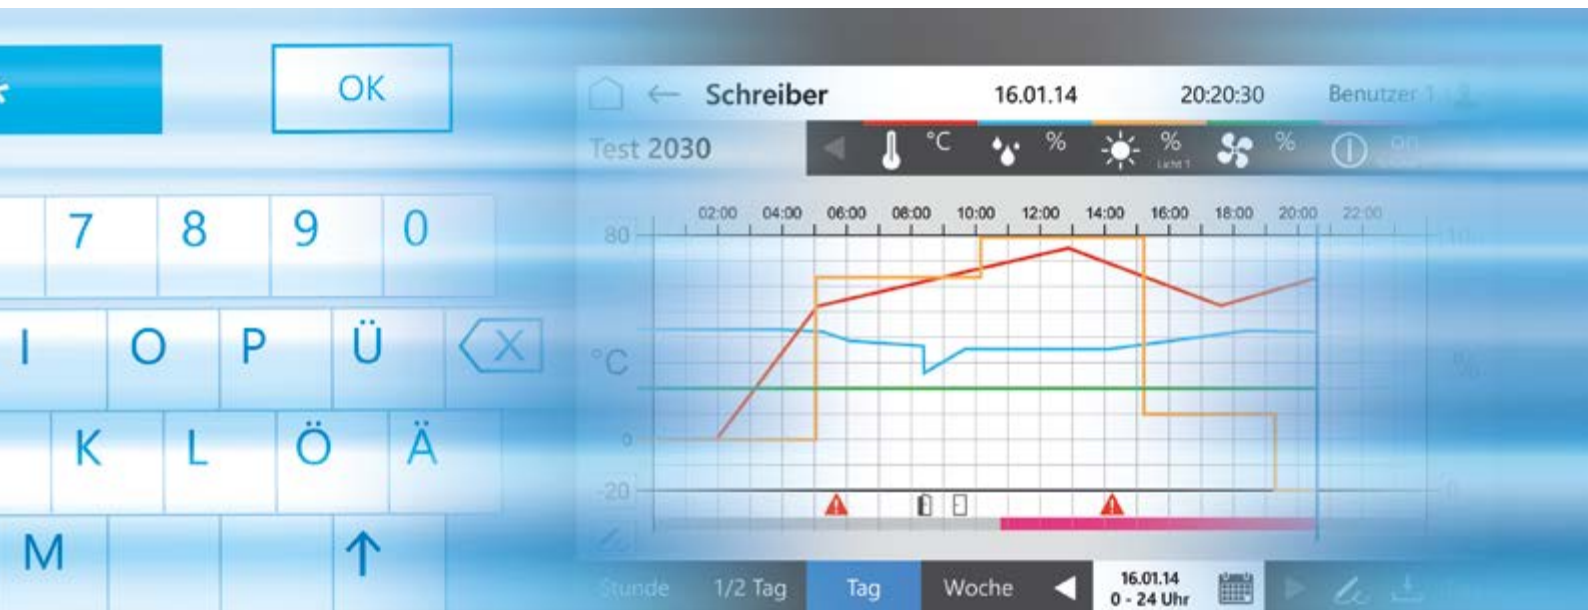 *
OK
7 8 9 0
I O P Ü X
K L Ö Ä
M ↑
← Schreiber 16.01.14 20:20:30 Benutzer 1
Test 2030 °C % % % on
Licht 1
02:00 04:00 06:00 08:00 10:00 12:00 14:00 16:00 18:00 20:00 22:00
80
°C %
0
-20 0
Stunde 1/2 Tag Tag Woche 16.01.14
0 - 24 Uhr